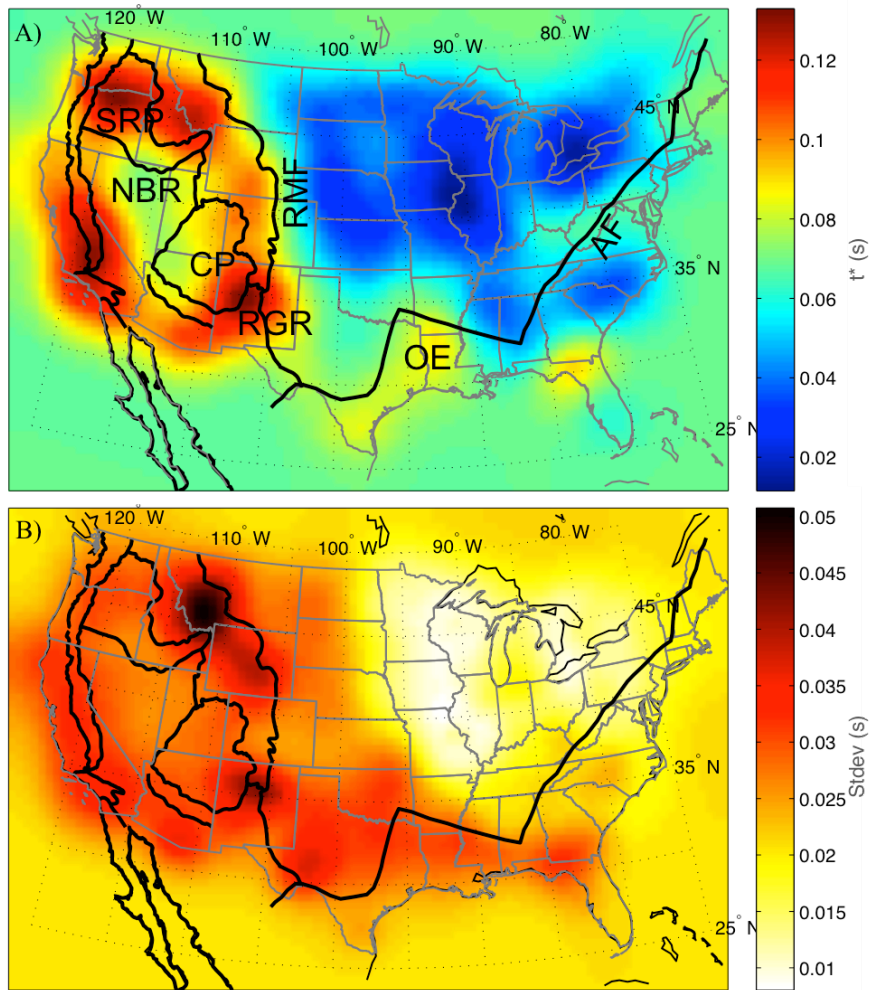 A)
120° W
110° W
100° W
90° W
80° W
45° N
35° N
25° N
SRP
NBR
RMF
CP
RGR
OE
AF
0.12
0.1
0.08
0.06
0.04
0.02
t* (s)
B)
120° W
110° W
100° W
90° W
80° W
45° N
35° N
25° N
0.05
0.045
0.04
0.035
0.03
0.025
0.02
0.015
0.01
Stdev (s)